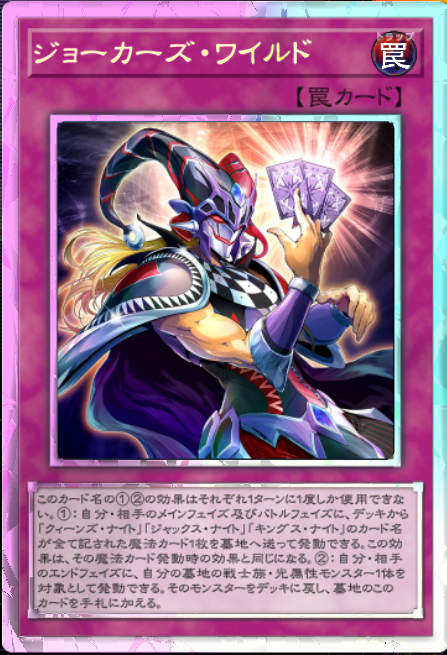 ジョーカーズ・ワイルド
トラップ
罠
【罠カード】
このカード名の①②の効果はそれぞれ1ターンに1度しか使用できな
い。①：自分・相手のメインフェイズ及びバトルフェイズに、デッキから
「クィーンズ・ナイト」「ジャックス・ナイト」「キングス・ナイト」のカード名
が全て記された魔法カード1枚を墓地へ送って発動できる。この効
果は、その魔法カード発動時の効果と同じになる。②：自分・相手
のエンドフェイズに、自分の墓地の戦士族・光属性モンスター1体を
対象として発動できる。そのモンスターをデッキに戻し、墓地のこの
カードを手札に加える。